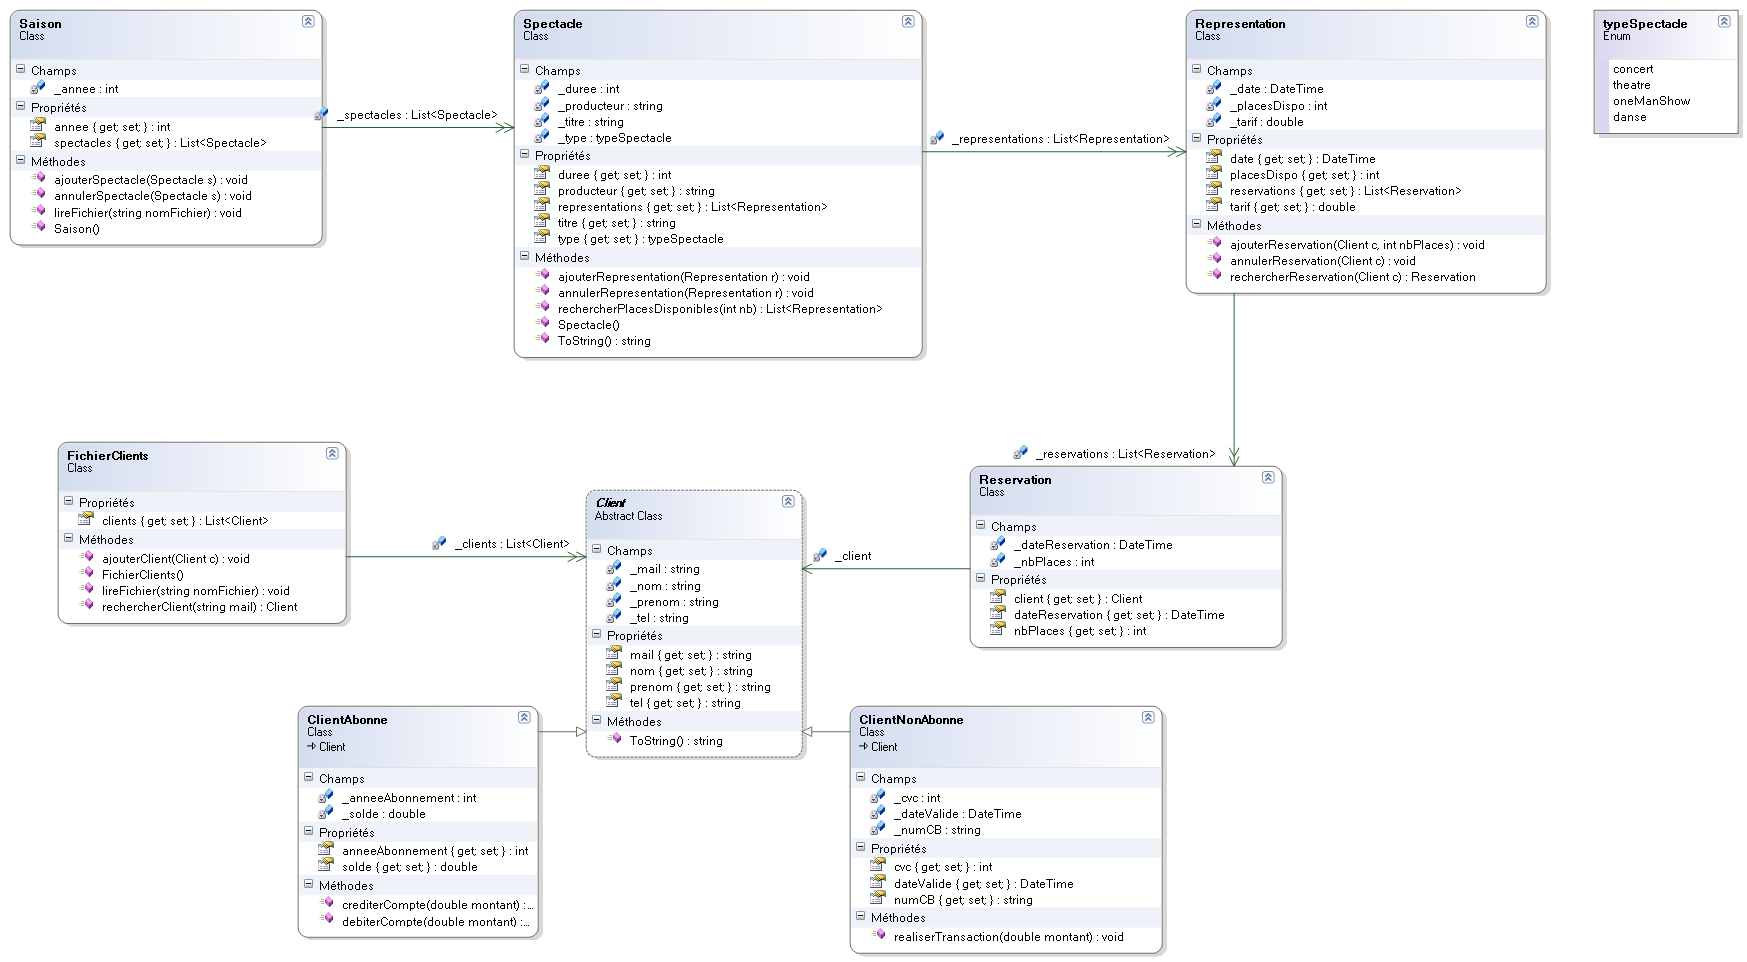 Saison
Class
Champs
_annee : int
Propriétés
annee { get; set; } : int
spectacles { get; set; } : List<Spectacle>
Méthodes
ajouterSpectacle(Spectacle s) : void
annulerSpectacle(Spectacle s) : void
lireFichier(string nomFichier) : void
Saison()
_spectacles : List<Spectacle>
Spectacle
Class
Champs
_duree : int
_producteur : string
_titre : string
_type : typeSpectacle
Propriétés
duree { get; set; } : int
producteur { get; set; } : string
representations { get; set; } : List<Representation>
titre { get; set; } : string
type { get; set; } : typeSpectacle
Méthodes
ajouterRepresentation(Representation r) : void
annulerRepresentation(Representation r) : void
rechercherPlacesDisponibles(int nb) : List<Representation>
Spectacle()
ToString() : string
_representations : List<Representation>
Representation
Class
Champs
_date : DateTime
_placesDispo : int
_tarif : double
Propriétés
date { get; set; } : DateTime
placesDispo { get; set; } : int
reservations { get; set; } : List<Reservation>
tarif { get; set; } : double
Méthodes
ajouterReservation(Client c, int nbPlaces) : void
annulerReservation(Client c) : void
rechercherReservation(Client c) : Reservation
typeSpectacle
Enum
concert
theatre
oneManShow
danse
_reservations : List<Reservation>
FichierClients
Class
Propriétés
clients { get; set; } : List<Client>
Méthodes
ajouterClient(Client c) : void
FichierClients()
lireFichier(string nomFichier) : void
rechercherClient(string mail) : Client
_clients : List<Client>
Client
Abstract Class
Champs
_mail : string
_nom : string
_prenom : string
_tel : string
Propriétés
mail { get; set; } : string
nom { get; set; } : string
prenom { get; set; } : string
tel { get; set; } : string
Méthodes
ToString() : string
_client
Reservation
Class
Champs
_dateReservation : DateTime
_nbPlaces : int
Propriétés
client { get; set; } : Client
dateReservation { get; set; } : DateTime
nbPlaces { get; set; } : int
ClientAbonne
Class
Client
Champs
_anneeAbonnement : int
_solde : double
Propriétés
anneeAbonnement { get; set; } : int
solde { get; set; } : double
Méthodes
crediterCompte(double montant) :...
debiterCompte(double montant) :...
ClientNonAbonne
Class
Client
Champs
_cvc : int
_dateValide : DateTime
_numCB : string
Propriétés
cvc { get; set; } : int
dateValide { get; set; } : DateTime
numCB { get; set; } : string
Méthodes
realiserTransaction(double montant) : void